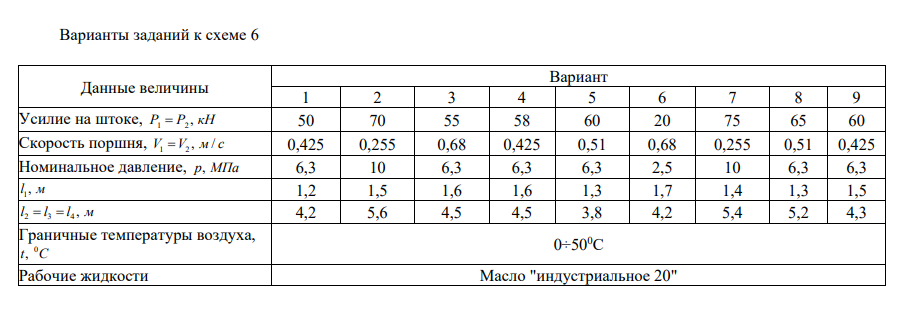 Варианты заданий к схеме 6
Данные величины
Вариант
1 2 3 4 5 6 7 8 9
Усилие на штоке, P₁ = P₂, кН 50 70 55 58 60 20 75 65 60
Скорость поршня, V₁ = V₂, м / с 0,425 0,255 0,68 0,425 0,51 0,68 0,255 0,51 0,425
Номинальное давление, p, МПа 6,3 10 6,3 6,3 6,3 2,5 10 6,3 6,3
l₁, м 1,2 1,5 1,6 1,6 1,3 1,7 1,4 1,3 1,5
l₂ = l₃ = l₄, м 4,2 5,6 4,5 4,5 3,8 4,2 5,4 5,2 4,3
Граничные температуры воздуха,
t, ⁰C
0÷50⁰С
Рабочие жидкости Масло "индустриальное 20"